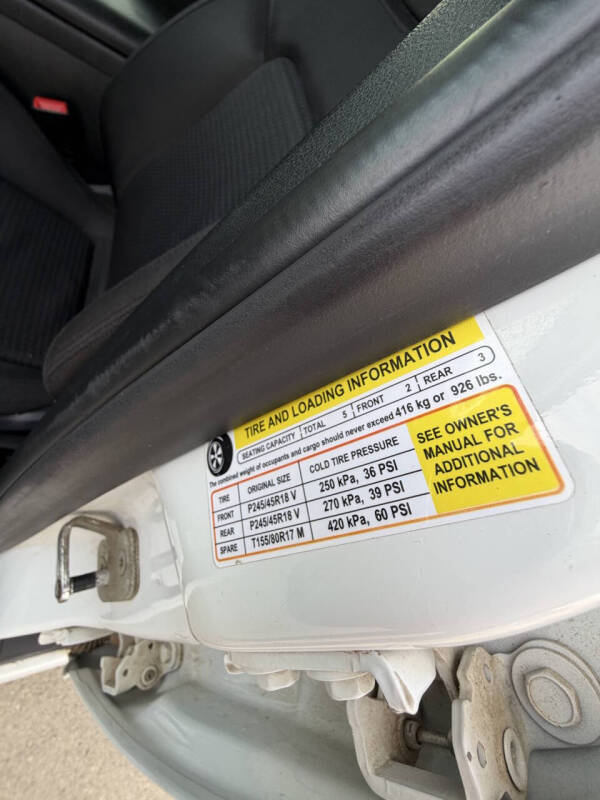 TIRE AND LOADING INFORMATION
SEATING CAPACITY TOTAL 5 FRONT 2 REAR 3
The combined weight of occupants and cargo should never exceed 416 kg or 926 lbs.
TIRE ORIGINAL SIZE COLD TIRE PRESSURE
FRONT P245/45R18 V 250 kPa, 36 PSI
REAR P245/45R18 V 270 kPa, 39 PSI
SPARE T155/80R17 M 420 kPa, 60 PSI
SEE OWNER'S
MANUAL FOR
ADDITIONAL
INFORMATION